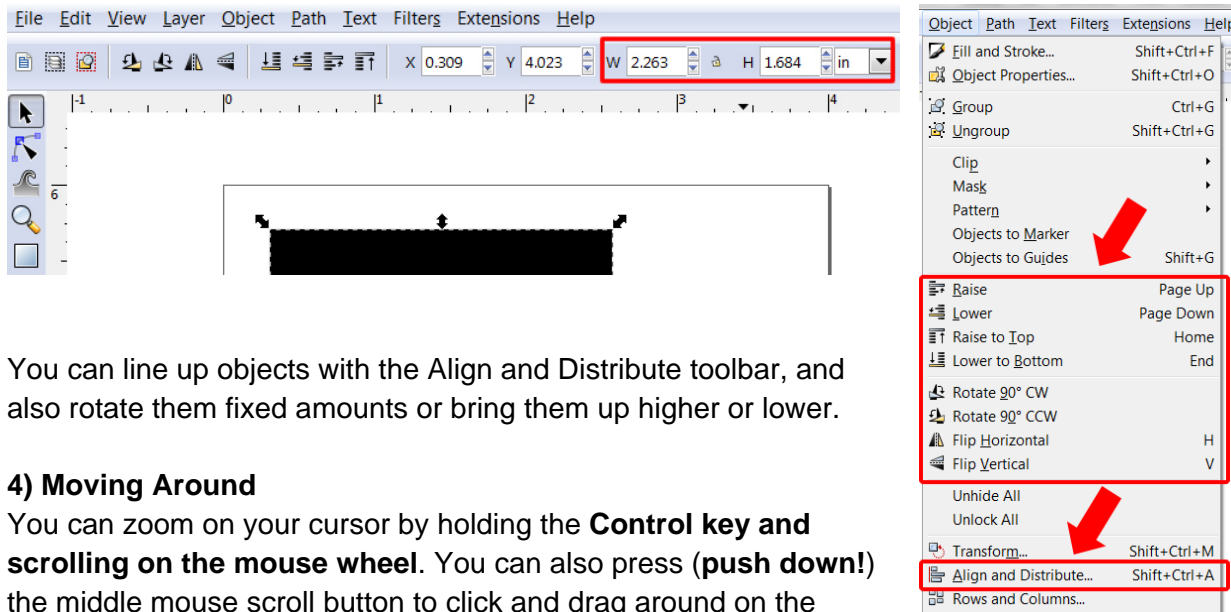 File Edit View Layer Object Path Text Filters Extensions Help
X 0.309 Y 4.023 W 2.263 H 1.684 in
-1 0 1 2 3 4
6
You can line up objects with the Align and Distribute toolbar, and
also rotate them fixed amounts or bring them up higher or lower.
4) Moving Around
You can zoom on your cursor by holding the Control key and
scrolling on the mouse wheel. You can also press (push down!)
the middle mouse scroll button to click and drag around on the
Object Path Text Filters Extensions Help
Fill and Stroke... Shift+Ctrl+F
Object Properties... Shift+Ctrl+O
Group Ctrl+G
Ungroup Shift+Ctrl+G
Clip
Mask
Pattern
Objects to Marker
Objects to Guides Shift+G
Raise Page Up
Lower Page Down
Raise to Top Home
Lower to Bottom End
Rotate 90° CW
Rotate 90° CCW
Flip Horizontal H
Flip Vertical V
Unhide All
Unlock All
Transform... Shift+Ctrl+M
Align and Distribute... Shift+Ctrl+A
Rows and Columns...